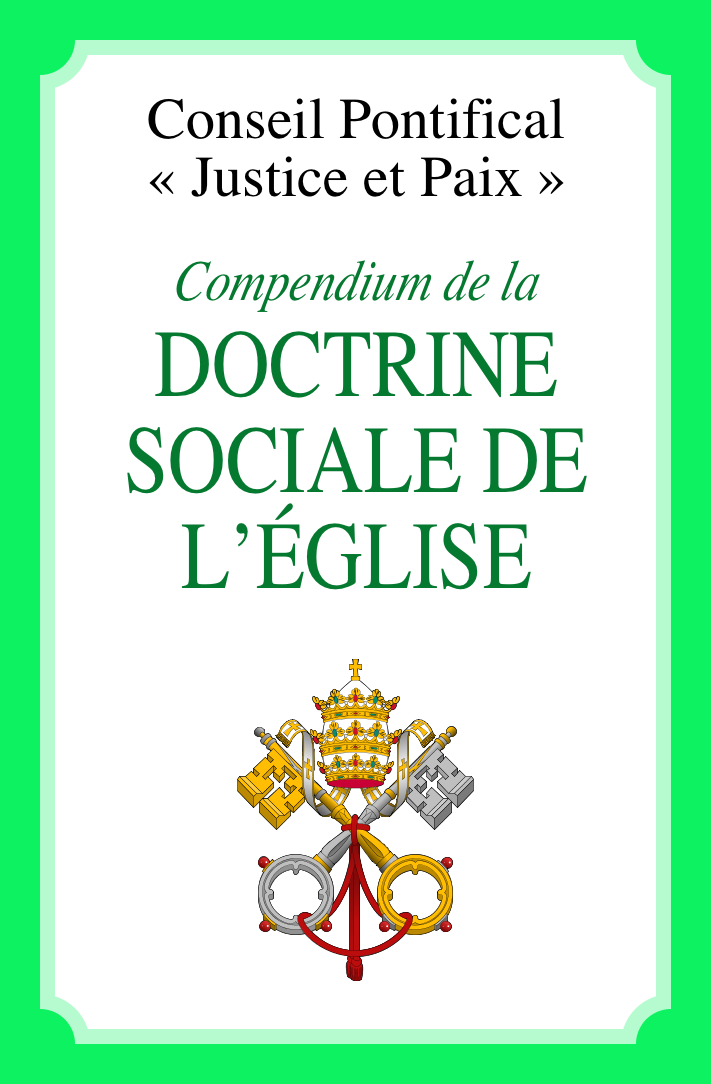 Conseil Pontifical
« Justice et Paix »
Compendium de la
DOCTRINE
SOCIALE DE
L’ÉGLISE